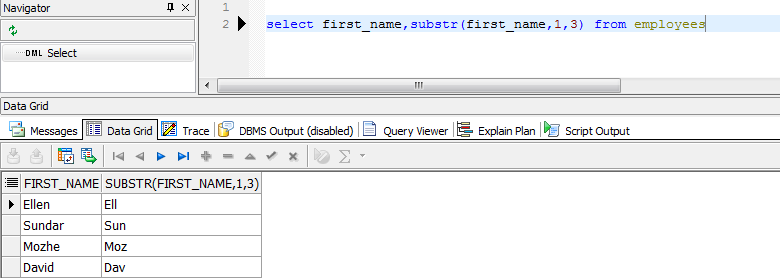 Navigator
DML Select
1
2 select first_name,substr(first_name,1,3) from employees
Data Grid
Messages Data Grid Trace DBMS Output (disabled) Query Viewer Explain Plan Script Output
FIRST_NAME SUBSTR(FIRST_NAME,1,3)
Ellen Ell
Sundar Sun
Mozhe Moz
David Dav